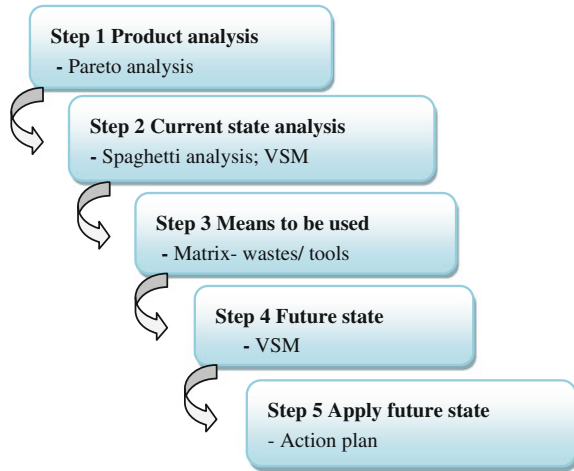 Step 1 Product analysis
- Pareto analysis
Step 2 Current state analysis
- Spaghetti analysis; VSM
Step 3 Means to be used
- Matrix- wastes/ tools
Step 4 Future state
- VSM
Step 5 Apply future state
- Action plan